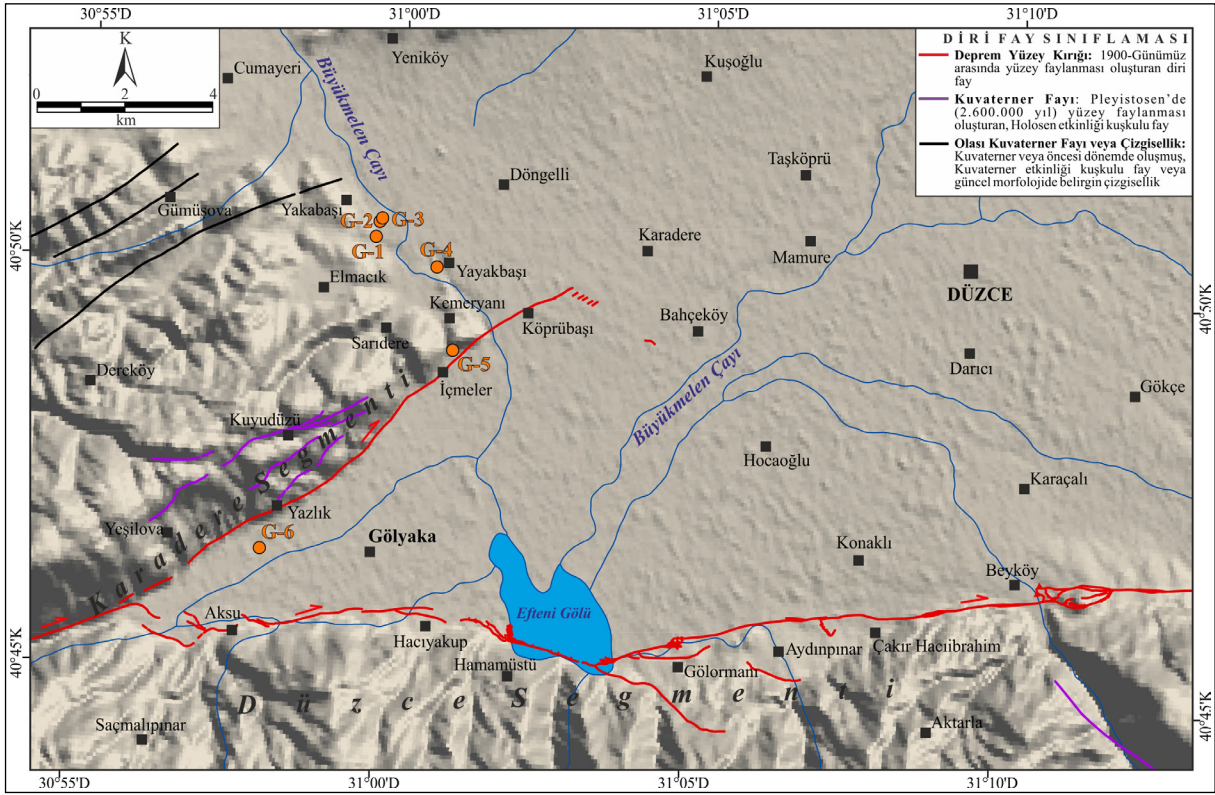 30°55'D
31°00'D
31°05'D
31°10'D
K
0
2
4
km
DİRİ FAY SINIFLAMASI
Deprem Yüzey Kırığı: 1900-Günümüz
arasında yüzey faylanması oluşturan diri
fay
Kuvaterner Fayı: Pleyistosen'de
(2.600.000 yıl) yüzey faylanması
oluşturan, Holosen etkinliği kuşkulu fay
Olası Kuvaterner Fayı veya Çizgisellik:
Kuvaterner veya öncesi dönemde oluşmuş,
Kuvaterner etkinliği kuşkulu fay veya
güncel morfolojide belirgin çizgisellik
Yeniköy
Cumayeri
Kuşoğlu
Büyükmelen Çayı
Taşköprü
Döngelli
Gümüşova
Yakabaşı
G-2
G-3
G-1
Karadere
Mamure
40°50'K
G-4
Yayakbaşı
Elmacık
DÜZCE
Kemeryanı
Köprübaşı
Bahçeköy
40°50'K
Sarıdere
G-5
İçmeler
Dereköy
Büyükmelen Çayı
Darıcı
Gökçe
Kuyudüzü
Karadere Segmenti
Hocaoğlu
Karaçalı
Yazlık
Yeşilova
G-6
Gölyaka
Konaklı
Beyköy
Efteni Gölü
Aksu
Hacıyakup
Hamamüstü
Gölormanı
Aydınpınar
Çakır Hacıibrahim
40°45'K
Düzce Segmenti
Saçmalıpınar
Aktarla
40°45'K
30°55'D
31°00'D
31°05'D
31°10'D